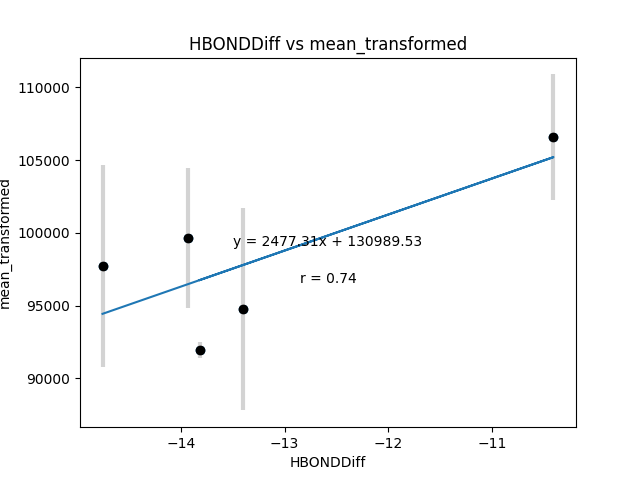 HBONDDiff vs mean_transformed
mean_transformed
110000
105000
100000
95000
90000
y = 2477.31x + 130989.53
r = 0.74
−14
−13
−12
−11
HBONDDiff